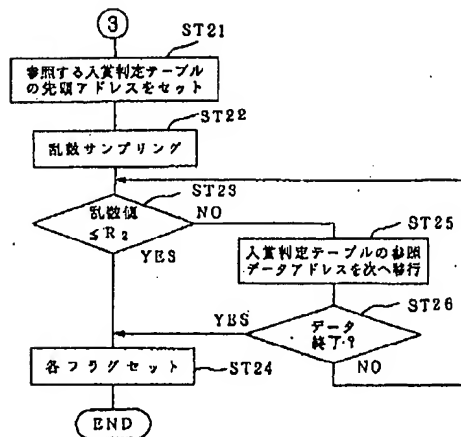 3
ST21
参照する入賞判定テーブル
の先頭アドレスをセット
ST22
乱数サンプリング
ST23
乱数値
≤R2
NO
YES
ST25
入賞判定テーブルの参照
データアドレスを次へ移行
ST26
データ
終了?
YES
NO
各フラグセット
ST24
END